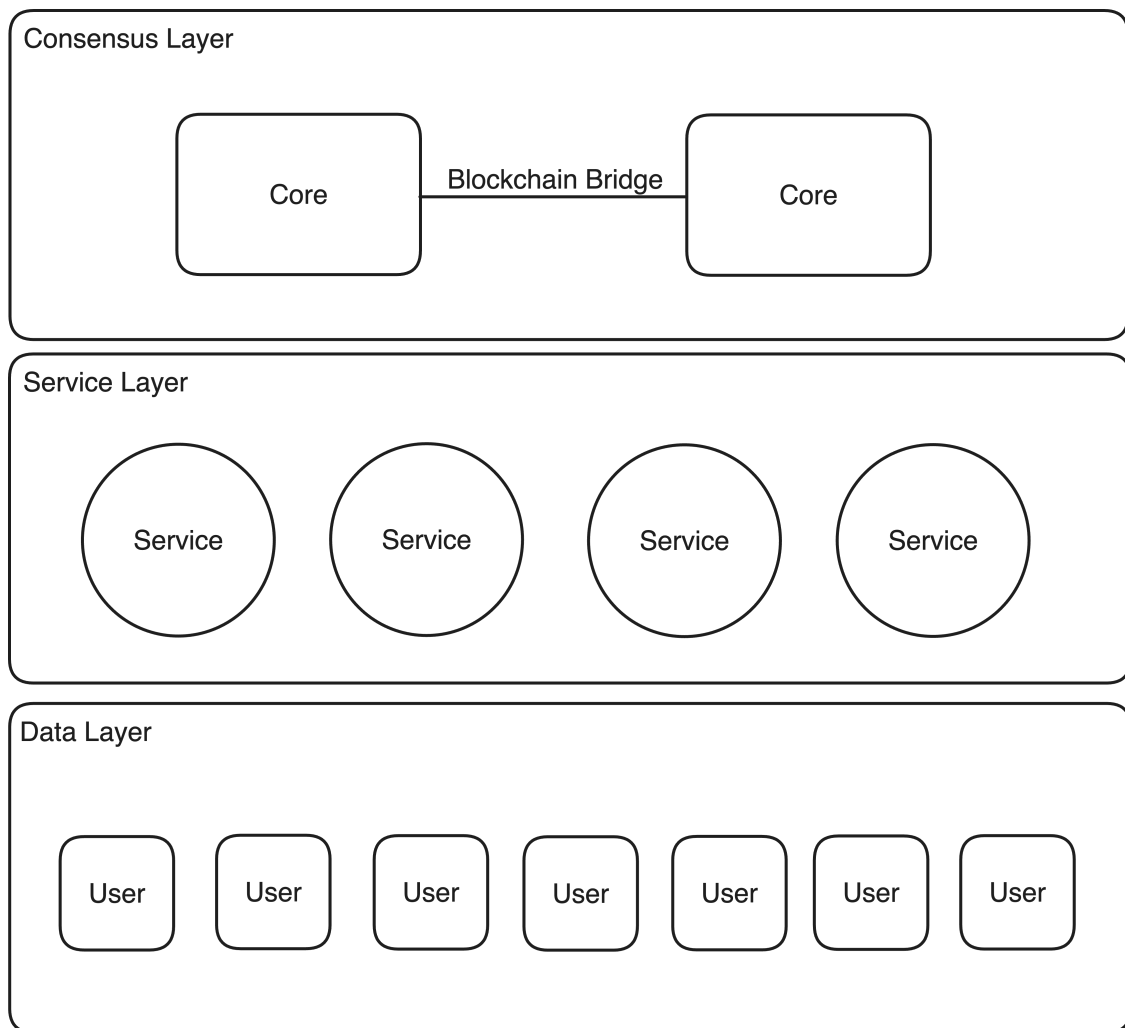 Consensus Layer
Blockchain Bridge
Core
Core
Service Layer
Service
Service
Service
Service
Data Layer
User
User
User
User
User
User
User